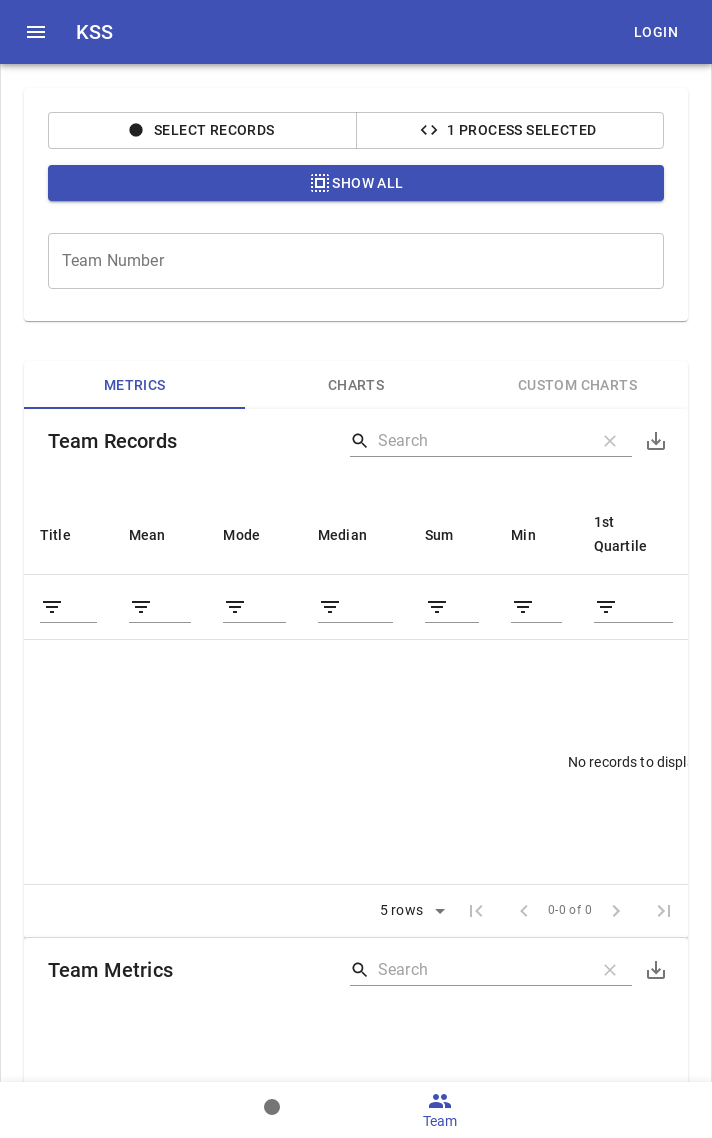 KSS
LOGIN
SELECT RECORDS
1 PROCESS SELECTED
SHOW ALL
Team Number
METRICS
CHARTS
CUSTOM CHARTS
Team Records
Search
Title
Mean
Mode
Median
Sum
Min
1st
Quartile
No records to displa
5 rows
0-0 of 0
Team Metrics
Search
Team